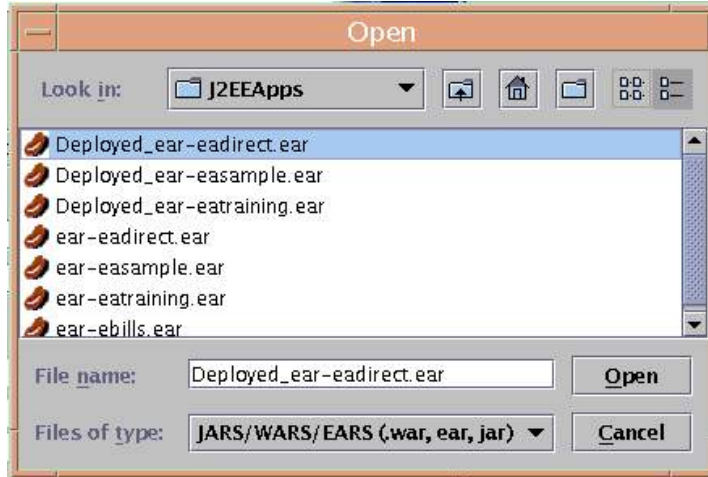 Open
Look in: J2EEApps
Deployed_ear-eadirect.ear
Deployed_ear-easample.ear
Deployed_ear-eatraining.ear
ear-eadirect.ear
ear-easample.ear
ear-eatraining.ear
ear-ebills.ear
File name: Deployed_ear-eadirect.ear Open
Files of type: JARS/WARS/EARS (.war, ear, jar) Cancel